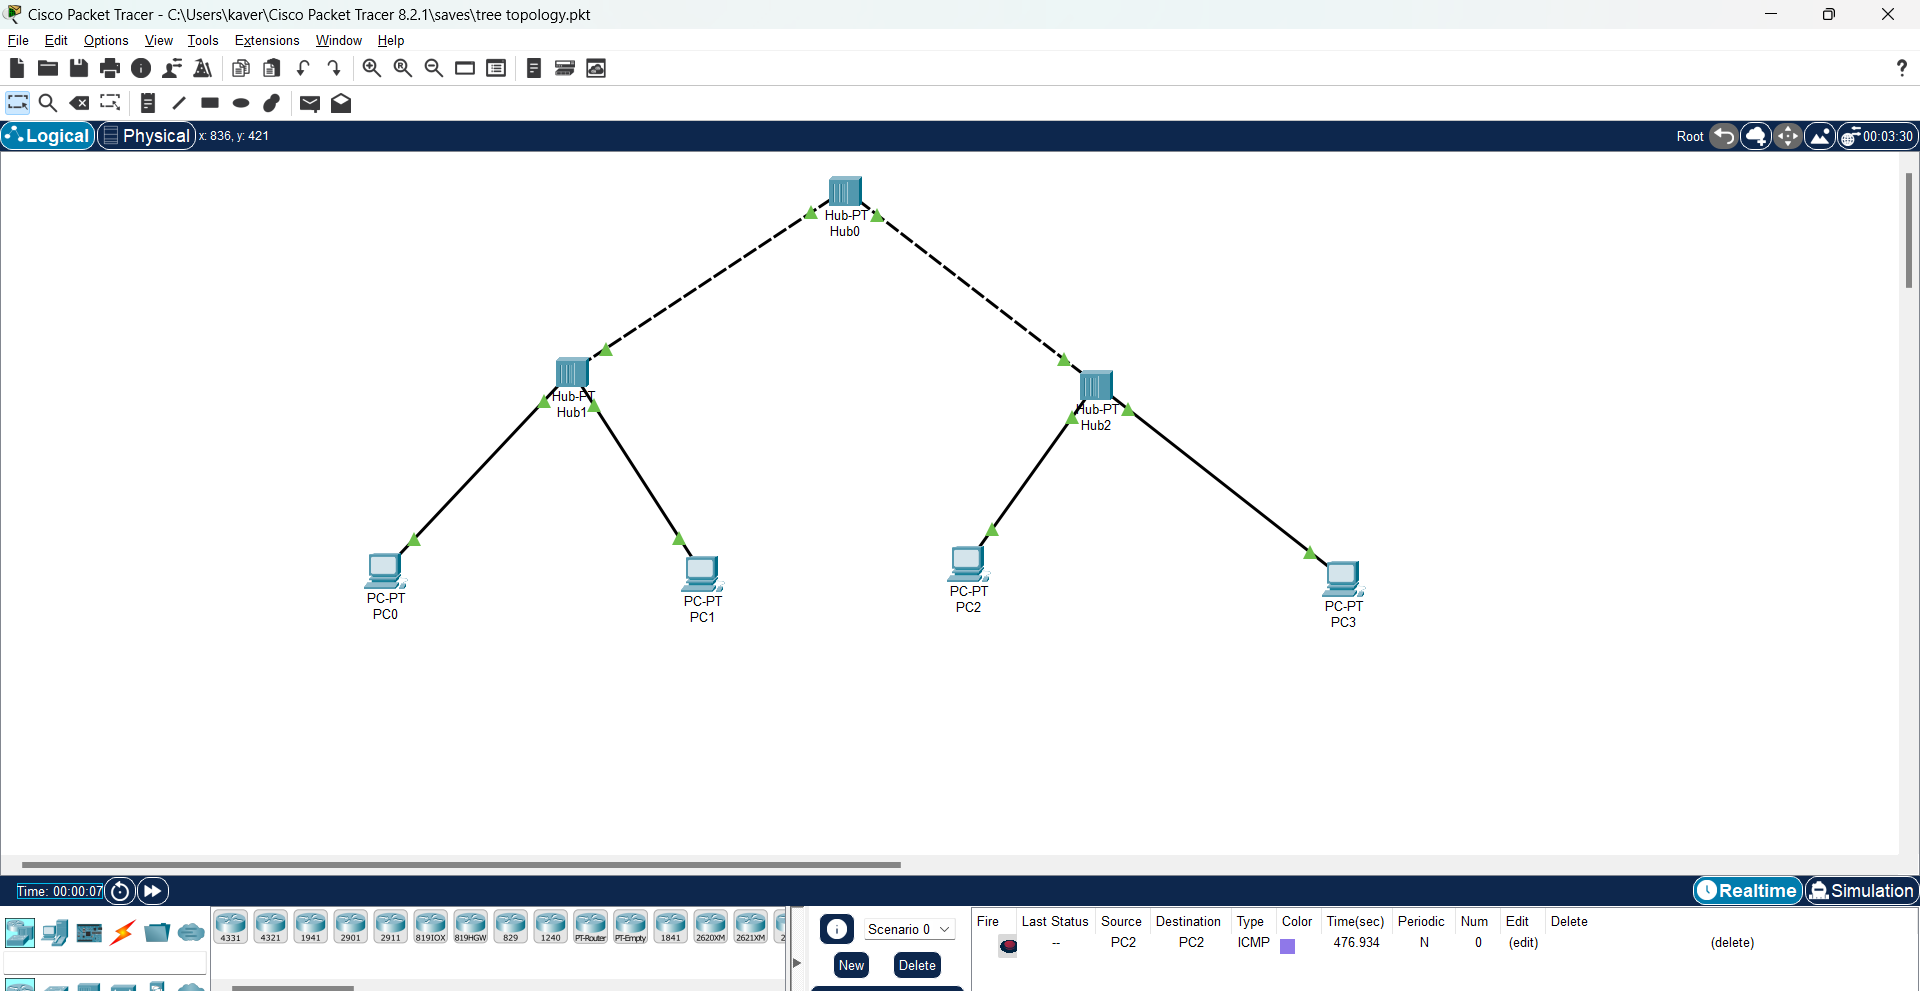 Cisco Packet Tracer - C:\Users\kaver\Cisco Packet Tracer 8.2.1\saves\tree topology.pkt
File Edit Options View Tools Extensions Window Help
Logical Physical x: 836, y: 421 Root 00:03:30
Hub-PT
Hub0
Hub-PT
Hub1
Hub-PT
Hub2
PC-PT
PC0
PC-PT
PC1
PC-PT
PC2
PC-PT
PC3
Time: 00:00:07 Realtime Simulation
4331 4321 1941 2901 2911 819IOX 819HGW 829 1240 PT-Router PT-Empty 1841 2620XM 2621XM 2
Scenario 0
New Delete
Fire Last Status Source Destination Type Color Time(sec) Periodic Num Edit Delete
-- PC2 PC2 ICMP 476.934 N 0 (edit) (delete)